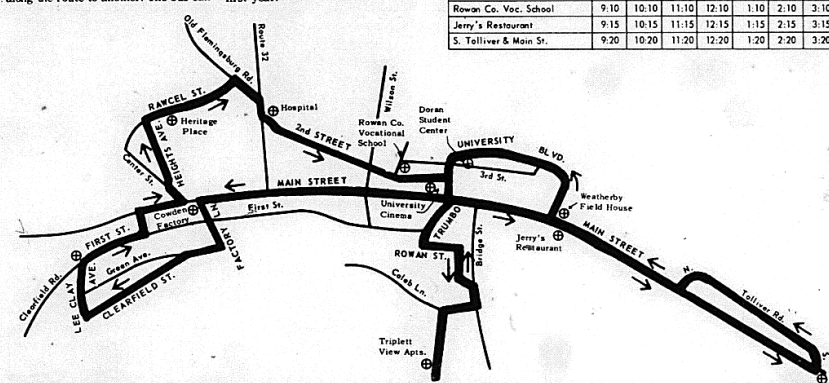 along the route to another.
first year.
Rowan Co. Voc. School 9:10 10:10 11:10 12:10 1:10 2:10 3:10
Jerry's Restaurant 9:15 10:15 11:15 12:15 1:15 2:15 3:15
S. Tolliver & Main St. 9:20 10:20 11:20 12:20 1:20 2:20 3:20
Old Flemingsburg Rd.
Route 32
Wilson St.
RAWCEL ST.
Hospital
Heritage
Place
Rowan Co.
Vocational
School
Doran
Student
Center
2nd STREET
UNIVERSITY
BLVD.
3rd St.
Center St.
HEIGHTS AVE.
MAIN STREET
First St.
University
Cinema
Weatherby
Field House
Cowden
Factory
FIRST ST.
FACTORY LN.
TRUMBO
Jerry's
Restaurant
MAIN STREET
Green Ave.
ROWAN ST.
Bridge St.
Clearfield Rd.
LEE CLAY
AVE.
CLEARFIELD ST.
Caleb Ln.
N.
Tolliver Rd.
S.
Triplett
View Apts.